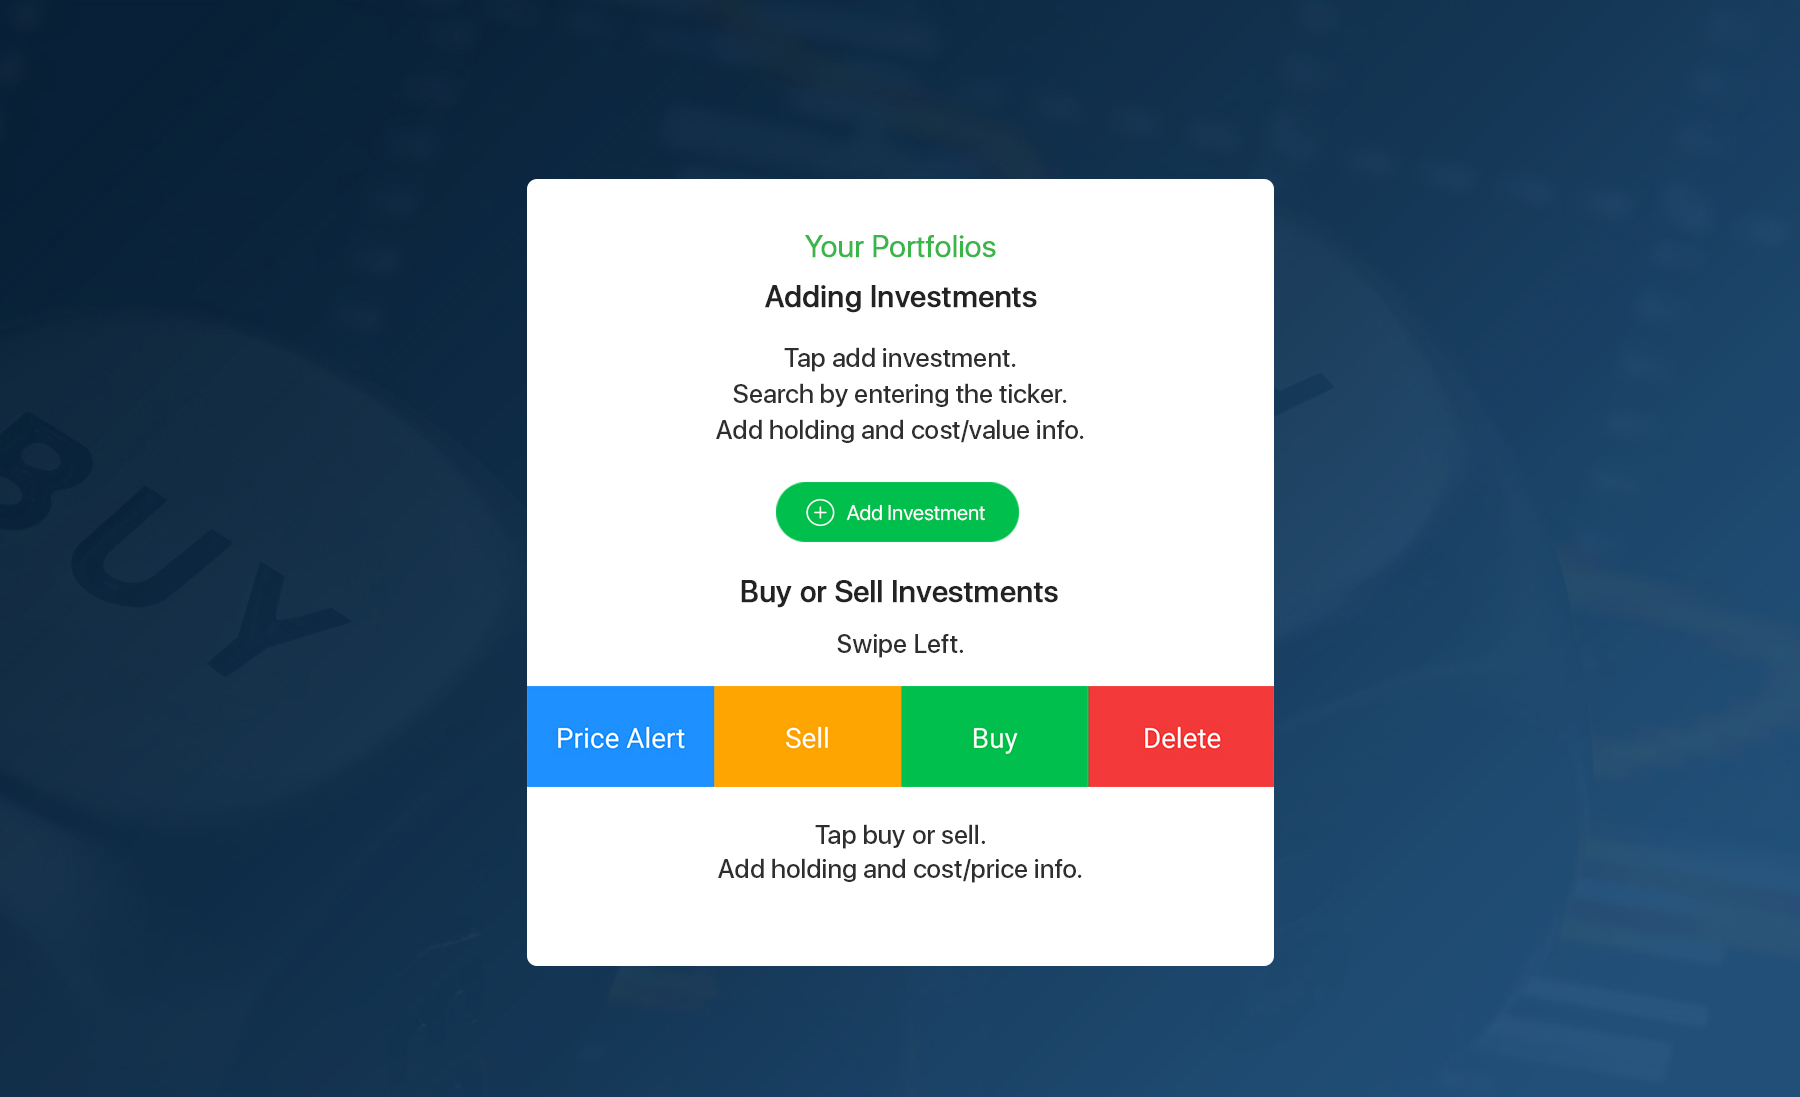 Your Portfolios
Adding Investments
Tap add investment.
Search by entering the ticker.
Add holding and cost/value info.
Add Investment
BUY
Buy or Sell Investments
Swipe Left.
Price Alert Sell Buy Delete
Tap buy or sell.
Add holding and cost/price info.